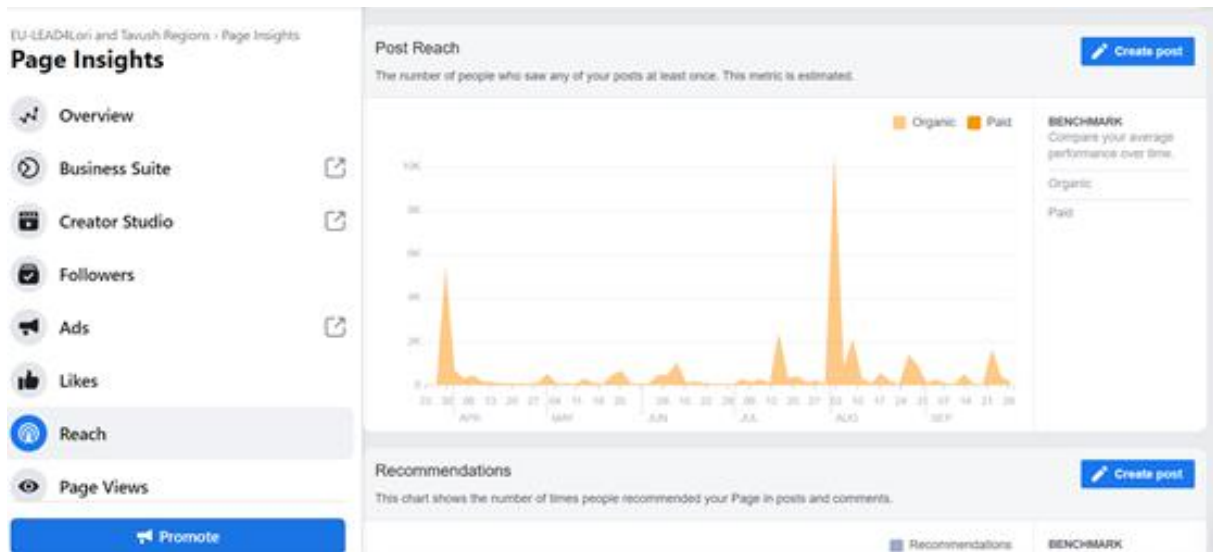 EU-LEAD4Lori and Tavush Regions › Page Insights
Page Insights
Overview
Business Suite
Creator Studio
Followers
Ads
Likes
Reach
Page Views
Promote
Post Reach
Create post
The number of people who saw any of your posts at least once. This metric is estimated.
Organic Paid
10K
2K
0
APR MAY JUN JUL AUG SEP
BENCHMARK
Compare your average
performance over time.
Organic
Paid
Recommendations
Create post
This chart shows the number of times people recommended your Page in posts and comments.
Recommendations
BENCHMARK